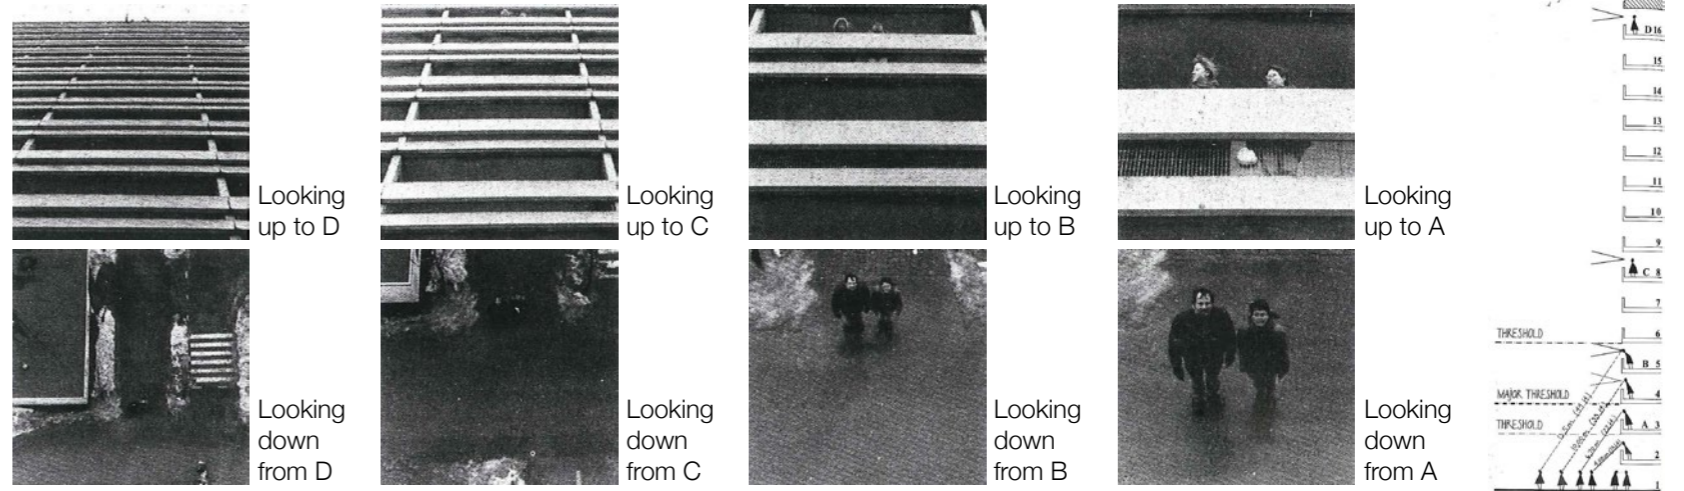 Looking
up to D
Looking
up to C
Looking
up to B
Looking
up to A
Looking
down
from D
Looking
down
from C
Looking
down
from B
Looking
down
from A
D 16
15
14
13
12
11
10
9
C 8
7
THRESHOLD 6
B 5
MAJOR THRESHOLD 4
THRESHOLD A 3
2
1